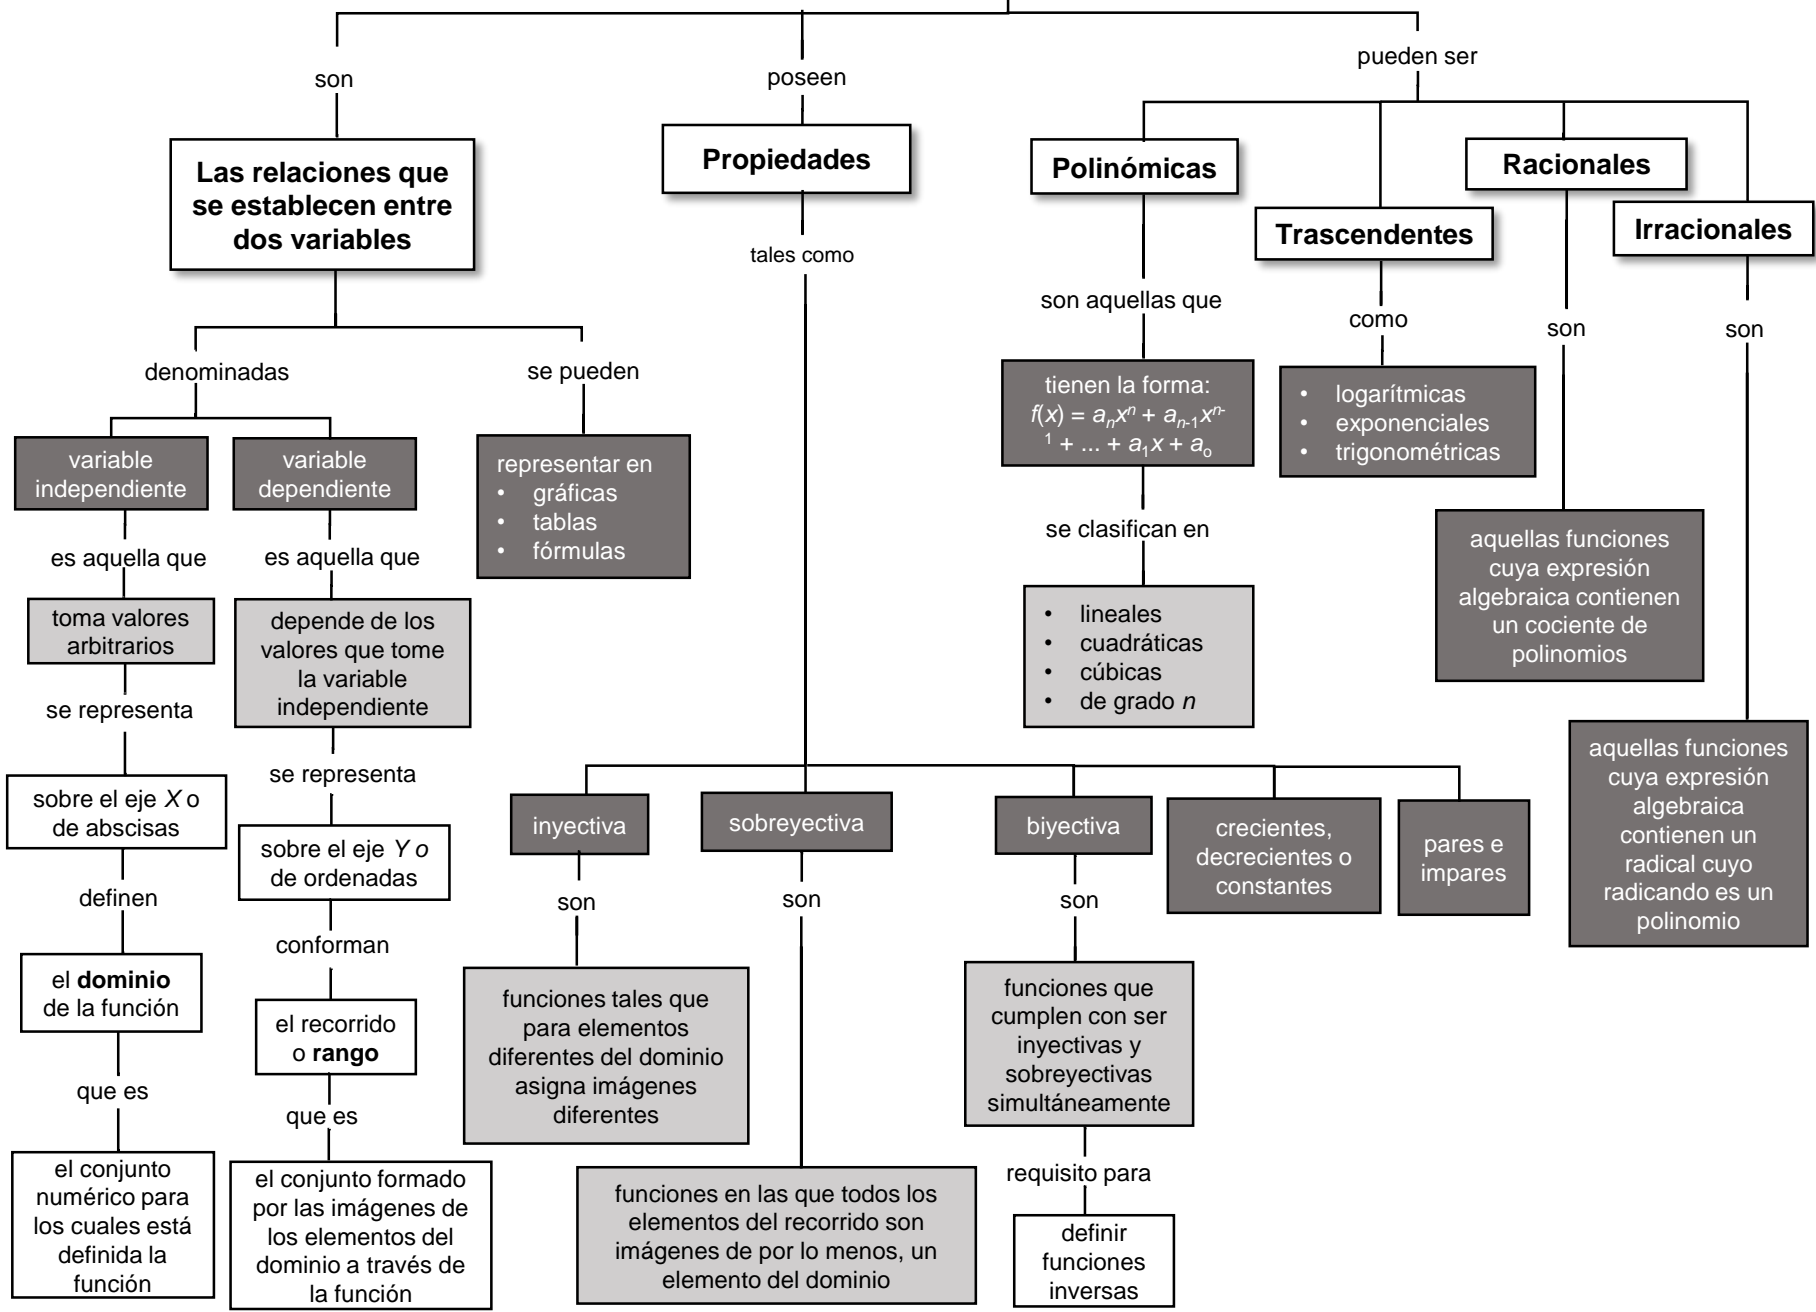 son
Las relaciones que
se establecen entre
dos variables
denominadas
variable
independiente
es aquella que
toma valores
arbitrarios
se representa
sobre el eje X o
de abscisas
definen
el dominio
de la función
que es
el conjunto
numérico para
los cuales está
definida la
función
variable
dependiente
es aquella que
depende de los
valores que tome
la variable
independiente
se representa
sobre el eje Y o
de ordenadas
conforman
el recorrido
o rango
que es
el conjunto formado
por las imágenes de
los elementos del
dominio a través de
la función
se pueden
representar en
• gráficas
• tablas
• fórmulas
poseen
Propiedades
tales como
inyectiva
son
funciones tales que
para elementos
diferentes del dominio
asigna imágenes
diferentes
sobreyectiva
son
funciones en las que todos los
elementos del recorrido son
imágenes de por lo menos, un
elemento del dominio
biyectiva
son
funciones que
cumplen con ser
inyectivas y
sobreyectivas
simultáneamente
requisito para
definir
funciones
inversas
crecientes,
decrecientes o
constantes
pares e
impares
pueden ser
Polinómicas
son aquellas que
tienen la forma:
f(x) = aₙxⁿ + aₙ₋₁xⁿ⁻
¹ + ... + a₁x + aₒ
se clasifican en
• lineales
• cuadráticas
• cúbicas
• de grado n
Trascendentes
como
• logarítmicas
• exponenciales
• trigonométricas
Racionales
son
aquellas funciones
cuya expresión
algebraica contienen
un cociente de
polinomios
Irracionales
son
aquellas funciones
cuya expresión
algebraica
contienen un
radical cuyo
radicando es un
polinomio